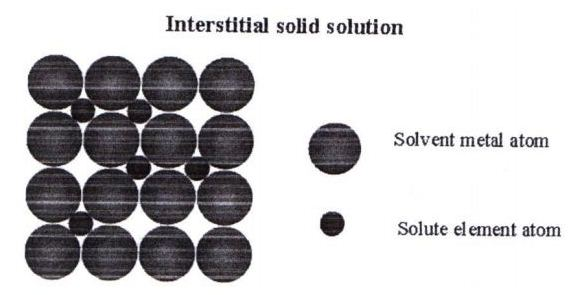 Interstitial solid solution
Solvent metal atom
Solute element atom